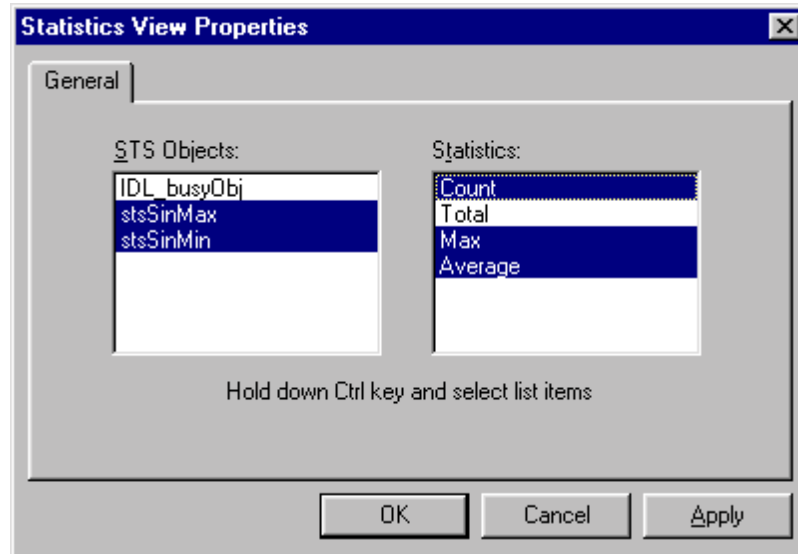 Statistics View Properties
General
STS Objects:
IDL_busyObj
stsSinMax
stsSinMin
Statistics:
Count
Total
Max
Average
Hold down Ctrl key and select list items
OK
Cancel
Apply